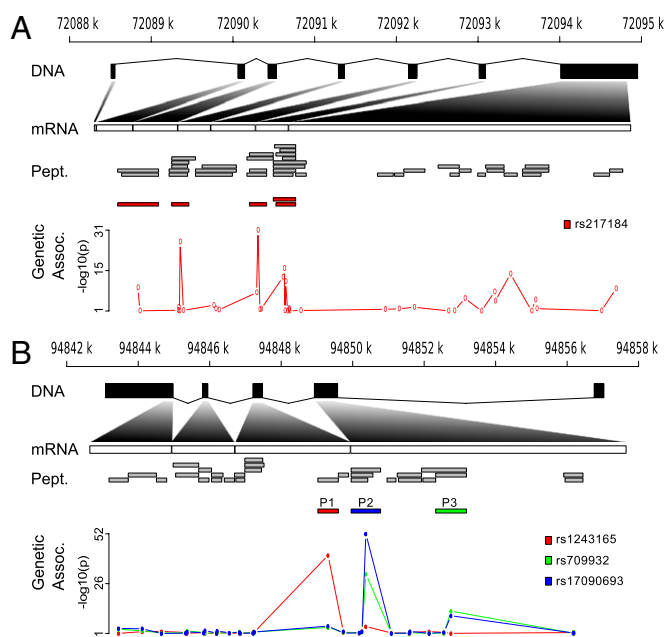 A
72088 k 72089 k 72090 k 72091 k 72092 k 72093 k 72094 k 72095 k
DNA
mRNA
Pept.
Genetic
Assoc.
-log10(p)
31
15
1
rs217184
B
94842 k 94844 k 94846 k 94848 k 94850 k 94852 k 94854 k 94856 k 94858 k
DNA
mRNA
Pept.
P1 P2 P3
Genetic
Assoc.
-log10(p)
52
26
1
rs1243165
rs709932
rs17090693